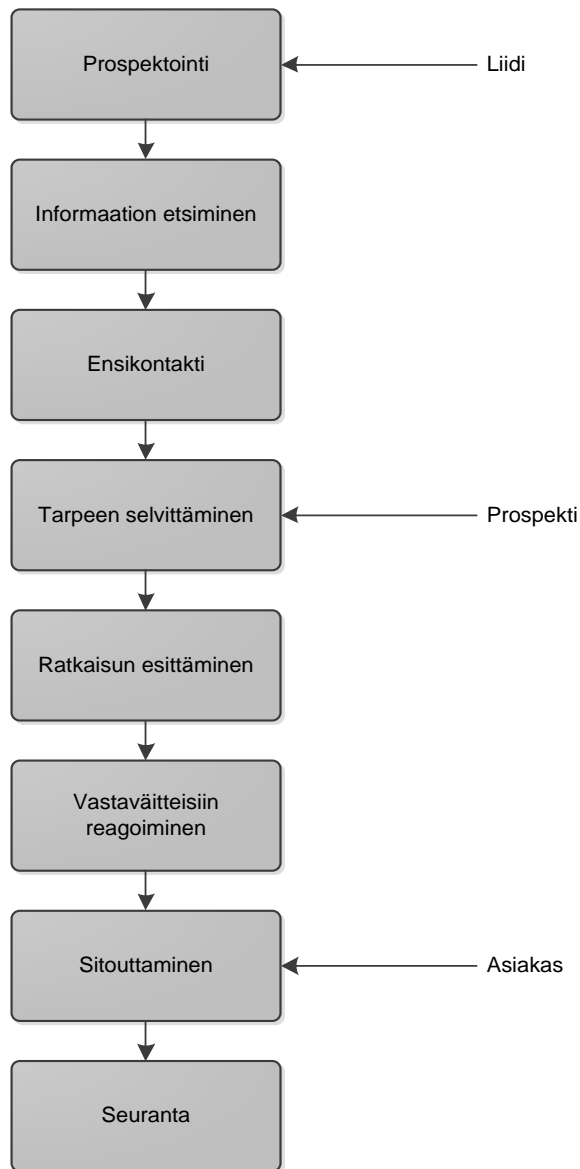 Prospektointi
Liidi
Informaation etsiminen
Ensikontakti
Tarpeen selvittäminen
Prospekti
Ratkaisun esittäminen
Vastaväitteisiin
reagoiminen
Sitouttaminen
Asiakas
Seuranta